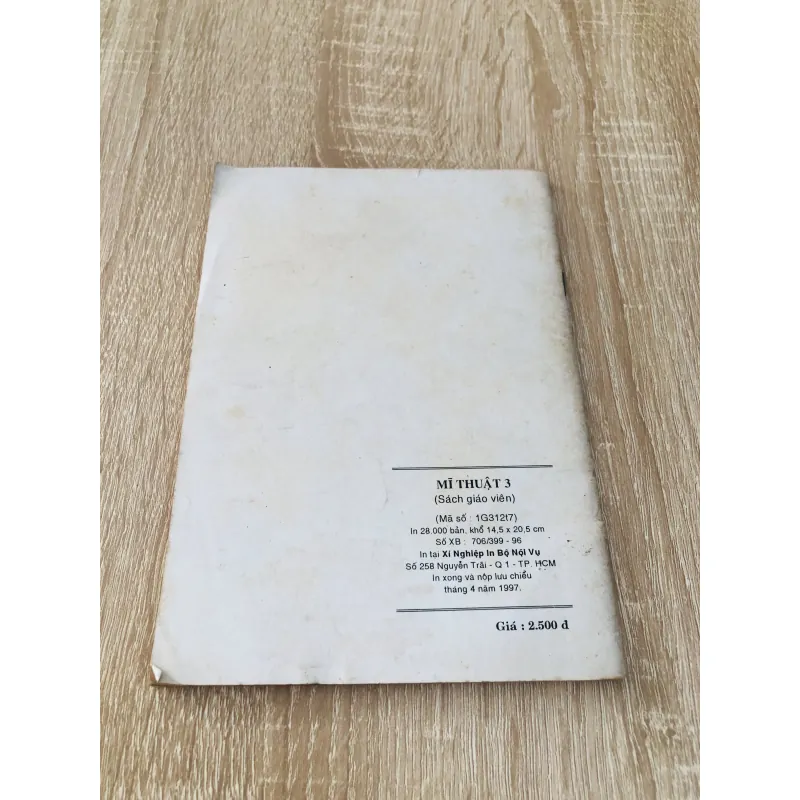 MĨ THUẬT 3
(Sách giáo viên)
(Mã số : 1G312t7)
In 28.000 bản, khổ 14,5 x 20,5 cm
Số XB : 706/399 - 96
In tại Xí Nghiệp In Bộ Nội Vụ
Số 258 Nguyễn Trãi - Q 1 - TP. HCM
In xong và nộp lưu chiểu
tháng 4 năm 1997.
Giá : 2.500 đ